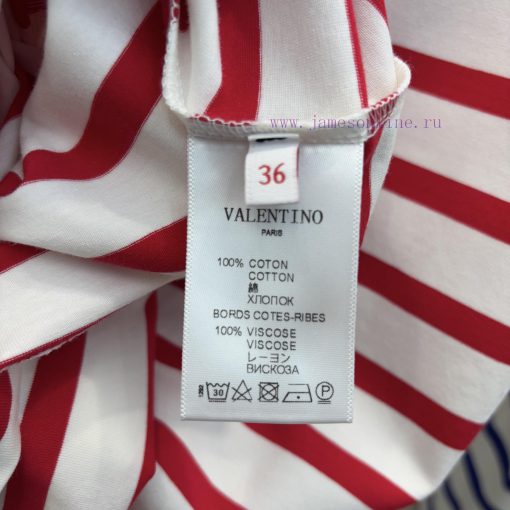 www.jamesonline.ru
36
VALENTINO
PARIS
100% COTON
COTTON
綿
ХЛОПОК
BORDS COTES-RIBES
100% VISCOSE
VISCOSE
レーヨン
ВИСКОЗА
30 P